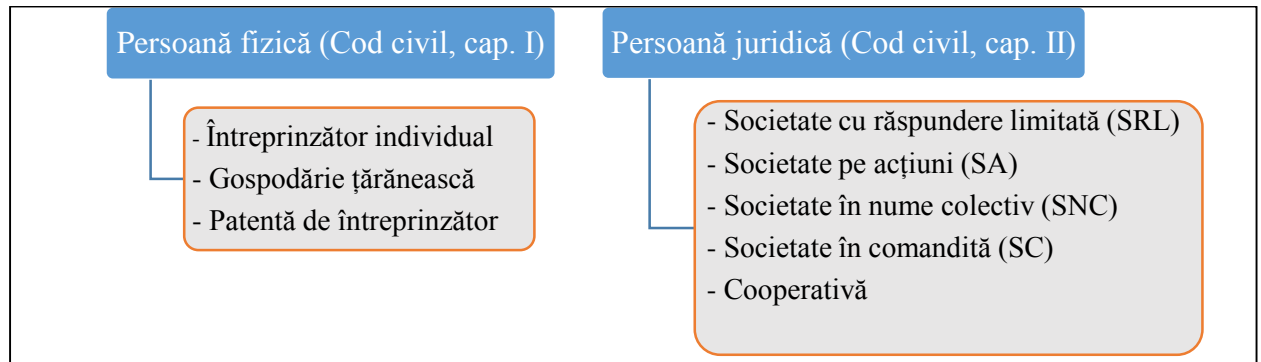 Persoană fizică (Cod civil, cap. I)
- Întreprinzător individual
- Gospodărie țărănească
- Patentă de întreprinzător
Persoană juridică (Cod civil, cap. II)
- Societate cu răspundere limitată (SRL)
- Societate pe acțiuni (SA)
- Societate în nume colectiv (SNC)
- Societate în comandită (SC)
- Cooperativă